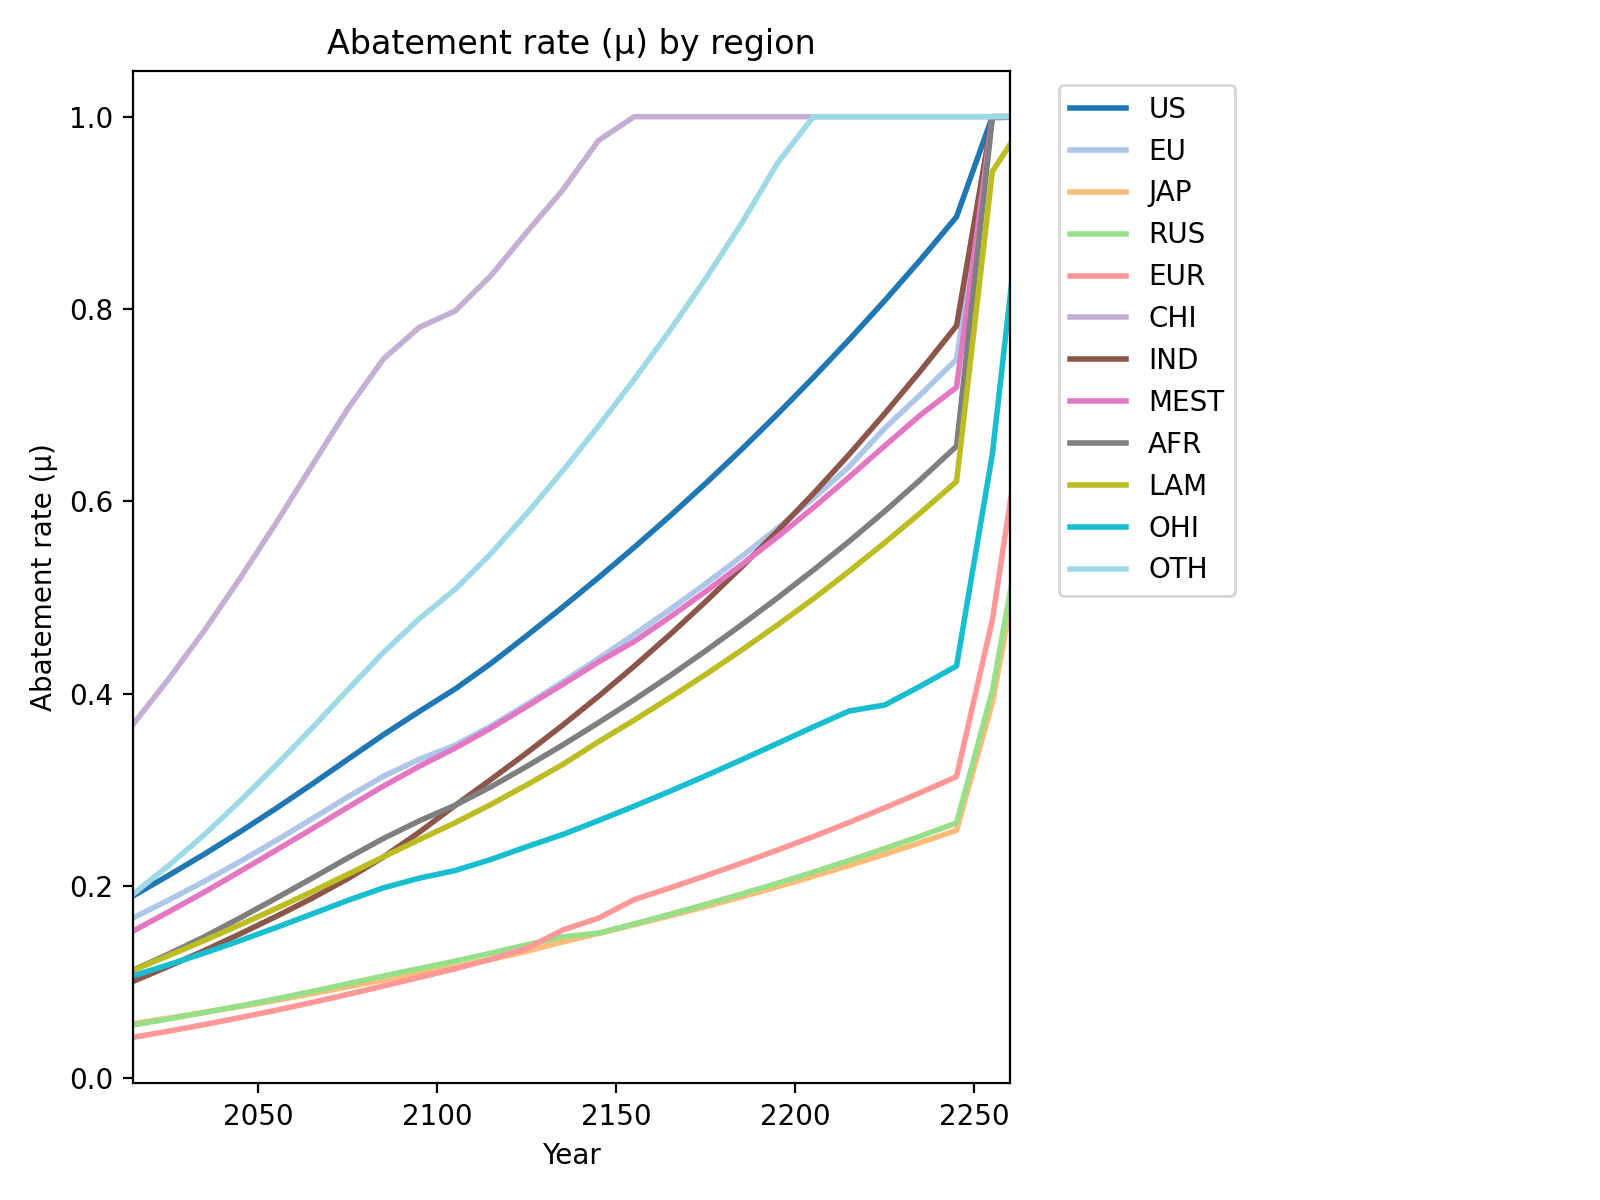 Abatement rate (μ) by region
Abatement rate (μ)
1.0
0.8
0.6
0.4
0.2
0.0
2050
2100
2150
2200
2250
Year
US
EU
JAP
RUS
EUR
CHI
IND
MEST
AFR
LAM
OHI
OTH